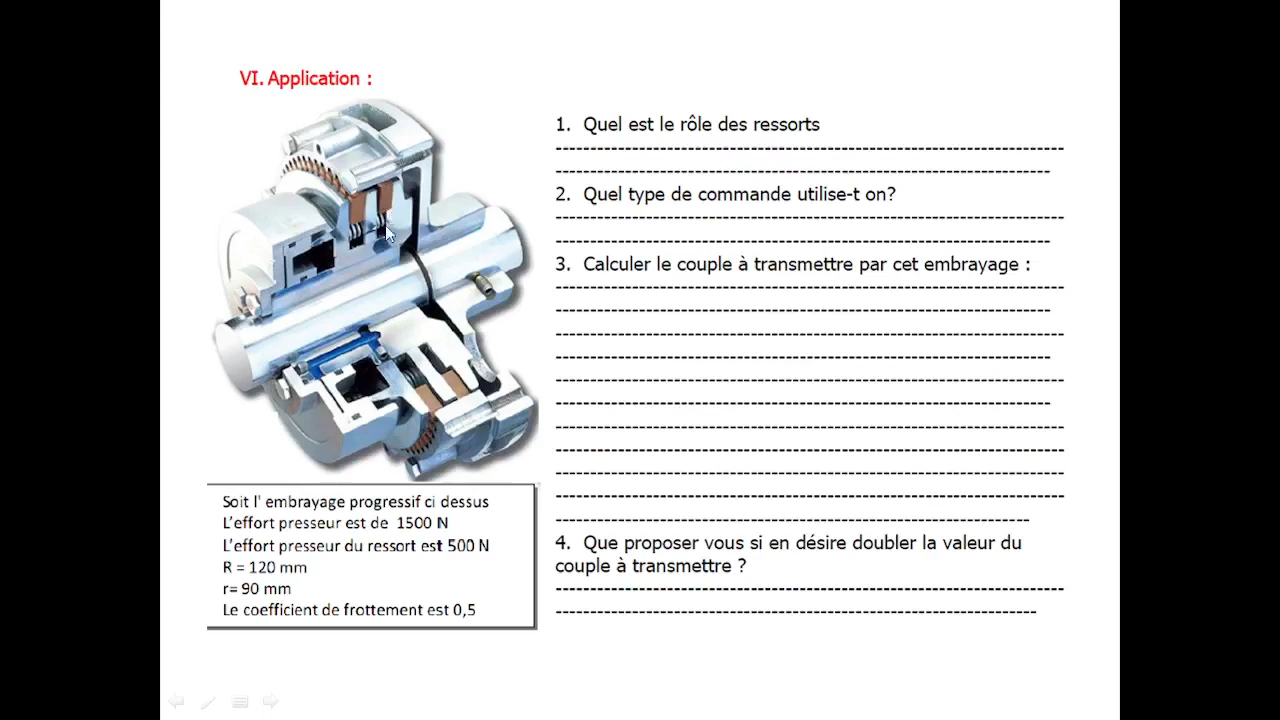 VI. Application :
1. Quel est le rôle des ressorts
2. Quel type de commande utilise-t on?
3. Calculer le couple à transmettre par cet embrayage :
4. Que proposer vous si en désire doubler la valeur du
couple à transmettre ?
Soit l' embrayage progressif ci dessus
L'effort presseur est de 1500 N
L'effort presseur du ressort est 500 N
R = 120 mm
r= 90 mm
Le coefficient de frottement est 0,5